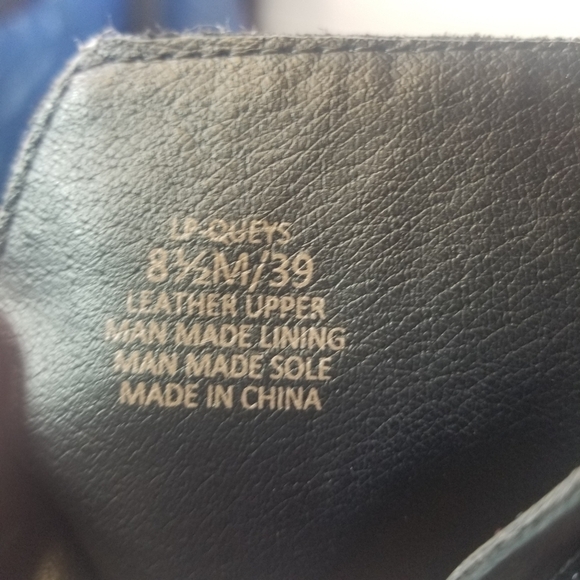 LP-QUEYS
8½M/39
LEATHER UPPER
MAN MADE LINING
MAN MADE SOLE
MADE IN CHINA